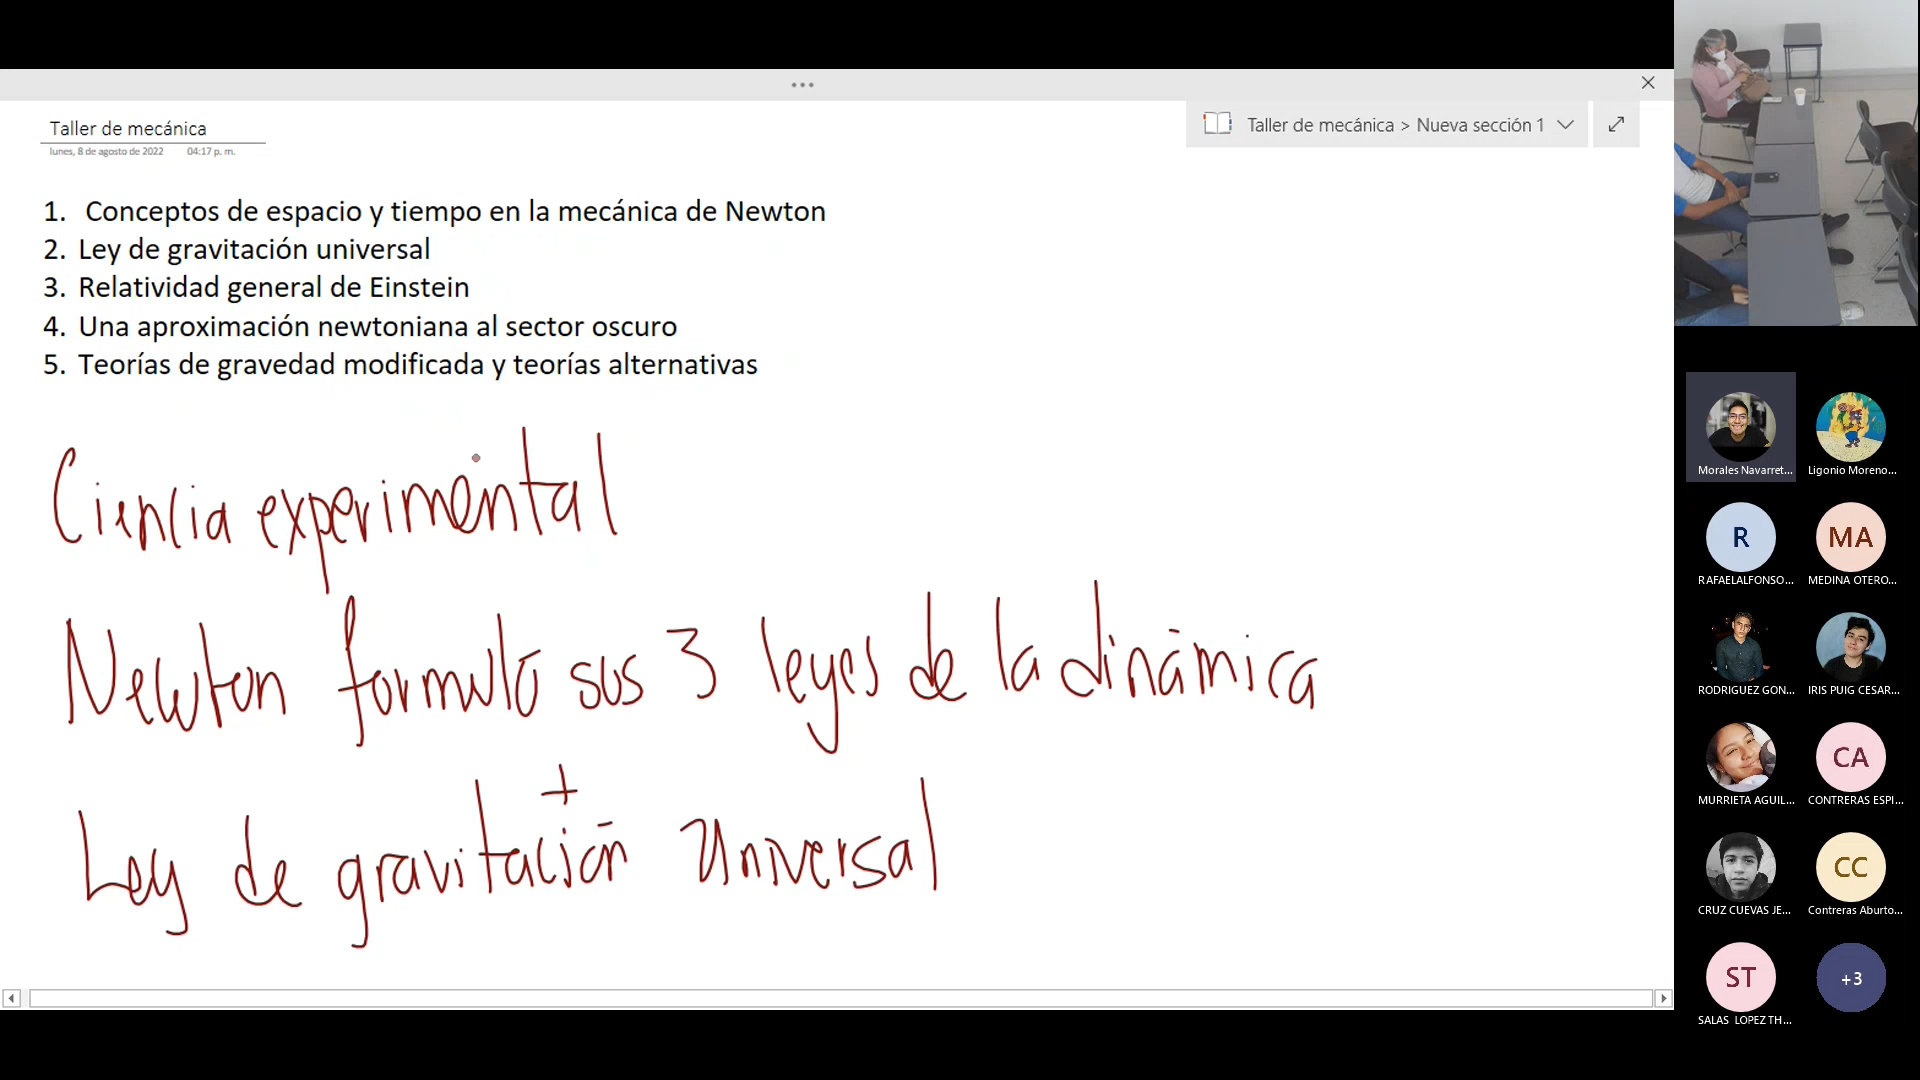 Taller de mecánica
lunes, 8 de agosto de 2022 04:17 p. m.
Taller de mecánica > Nueva sección 1
1. Conceptos de espacio y tiempo en la mecánica de Newton
2. Ley de gravitación universal
3. Relatividad general de Einstein
4. Una aproximación newtoniana al sector oscuro
5. Teorías de gravedad modificada y teorías alternativas
Ciencia experimental
Newton formuló sus 3 leyes de la dinámica
+
Ley de gravitación Universal
Morales Navarret...
Ligonio Moreno...
R
RAFAELALFONSO...
MA
MEDINA OTERO...
RODRIGUEZ GON...
IRIS PUIG CESAR...
MURRIETA AGUIL...
CA
CONTRERAS ESPI...
CRUZ CUEVAS JE...
CC
Contreras Aburto...
ST
SALAS LOPEZ TH...
+3